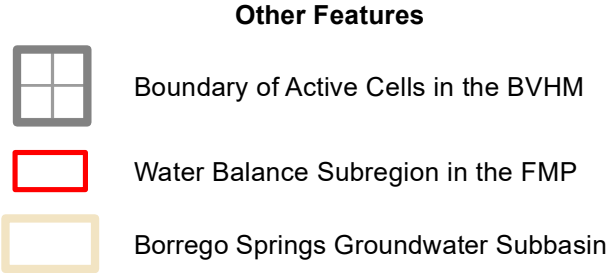 Other Features
Boundary of Active Cells in the BVHM
Water Balance Subregion in the FMP
Borrego Springs Groundwater Subbasin